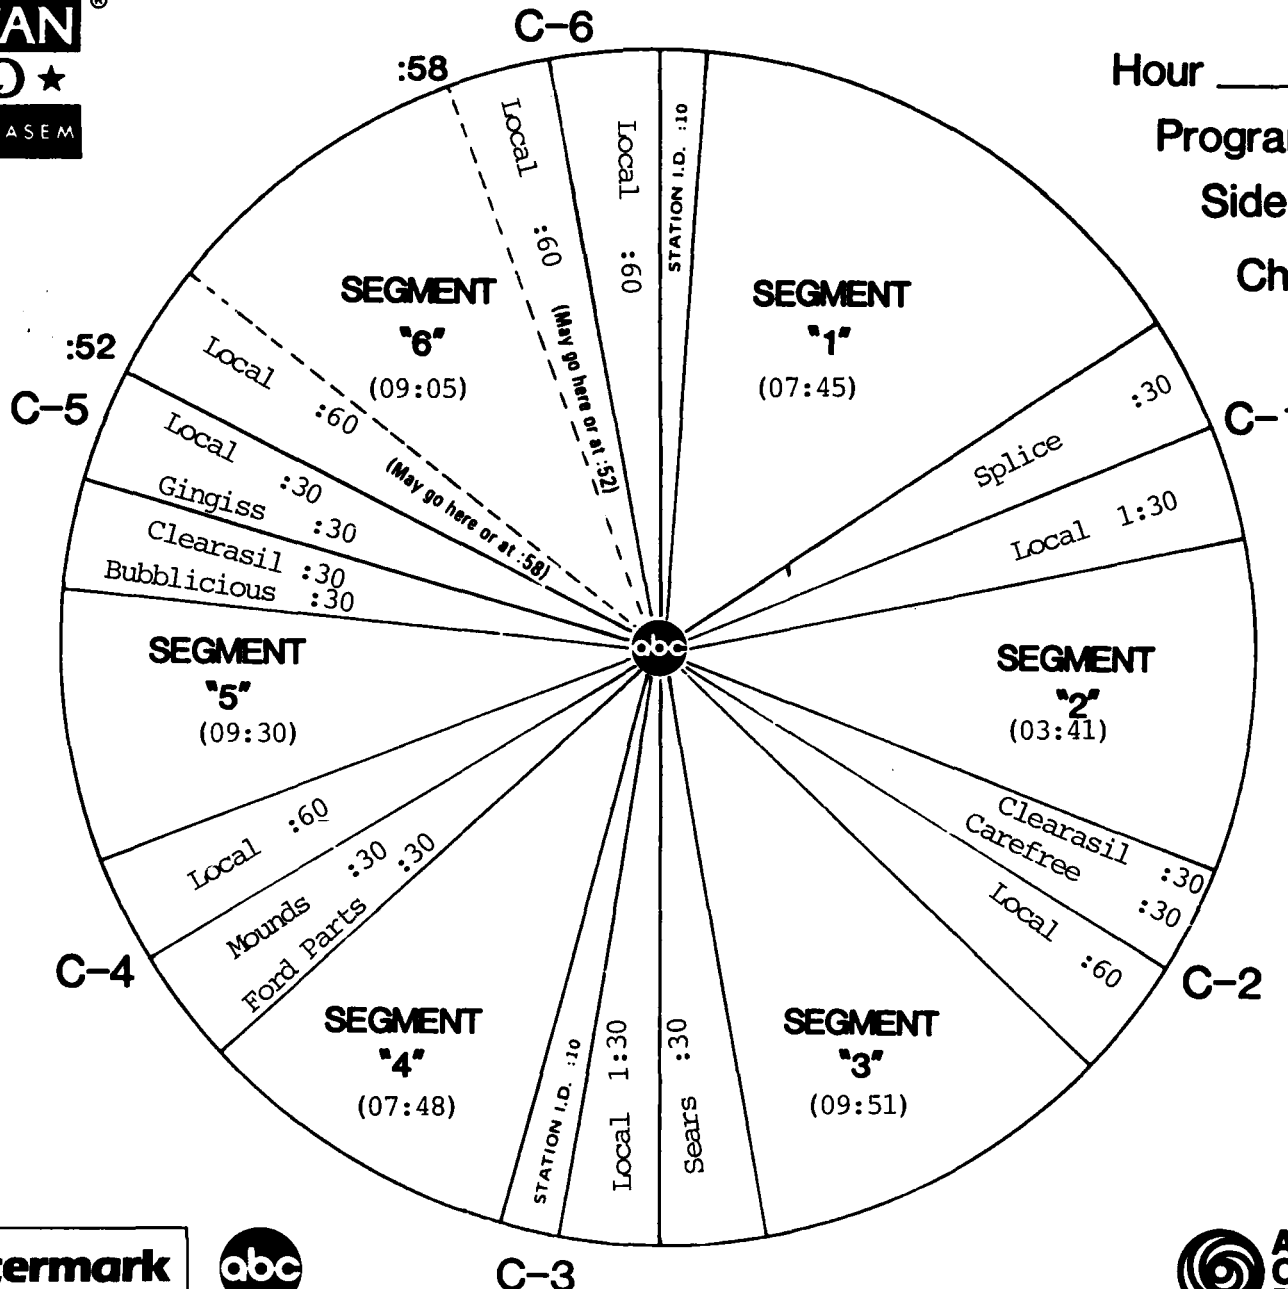 C-6
:58
Hour
Local :60
Local :60
STATION I.D. :10
(May go here or at :52)
SEGMENT
"1"
(07:45)
:30
Splice
Local 1:30
SEGMENT
"2"
(03:41)
Clearasil :30
Carefree :30
Local :60
C-2
SEGMENT
"3"
(09:51)
Sears :30
Local 1:30
STATION I.D. :10
C-3
SEGMENT
"4"
(07:48)
Ford Parts :30
Mounds :30
C-4
Local :60
SEGMENT
"5"
(09:30)
Bubblicious :30
Clearasil :30
Gingiss :30
Local :30
C-5
:52
Local :60
(May go here or at :58)
SEGMENT
"6"
(09:05)
abc
abc